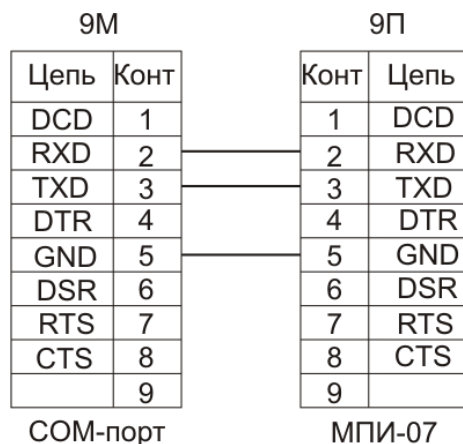 9М 9П
Цепь Конт Конт Цепь
DCD 1 1 DCD
RXD 2 2 RXD
TXD 3 3 TXD
DTR 4 4 DTR
GND 5 5 GND
DSR 6 6 DSR
RTS 7 7 RTS
CTS 8 8 CTS
9 9
COM-порт МПИ-07